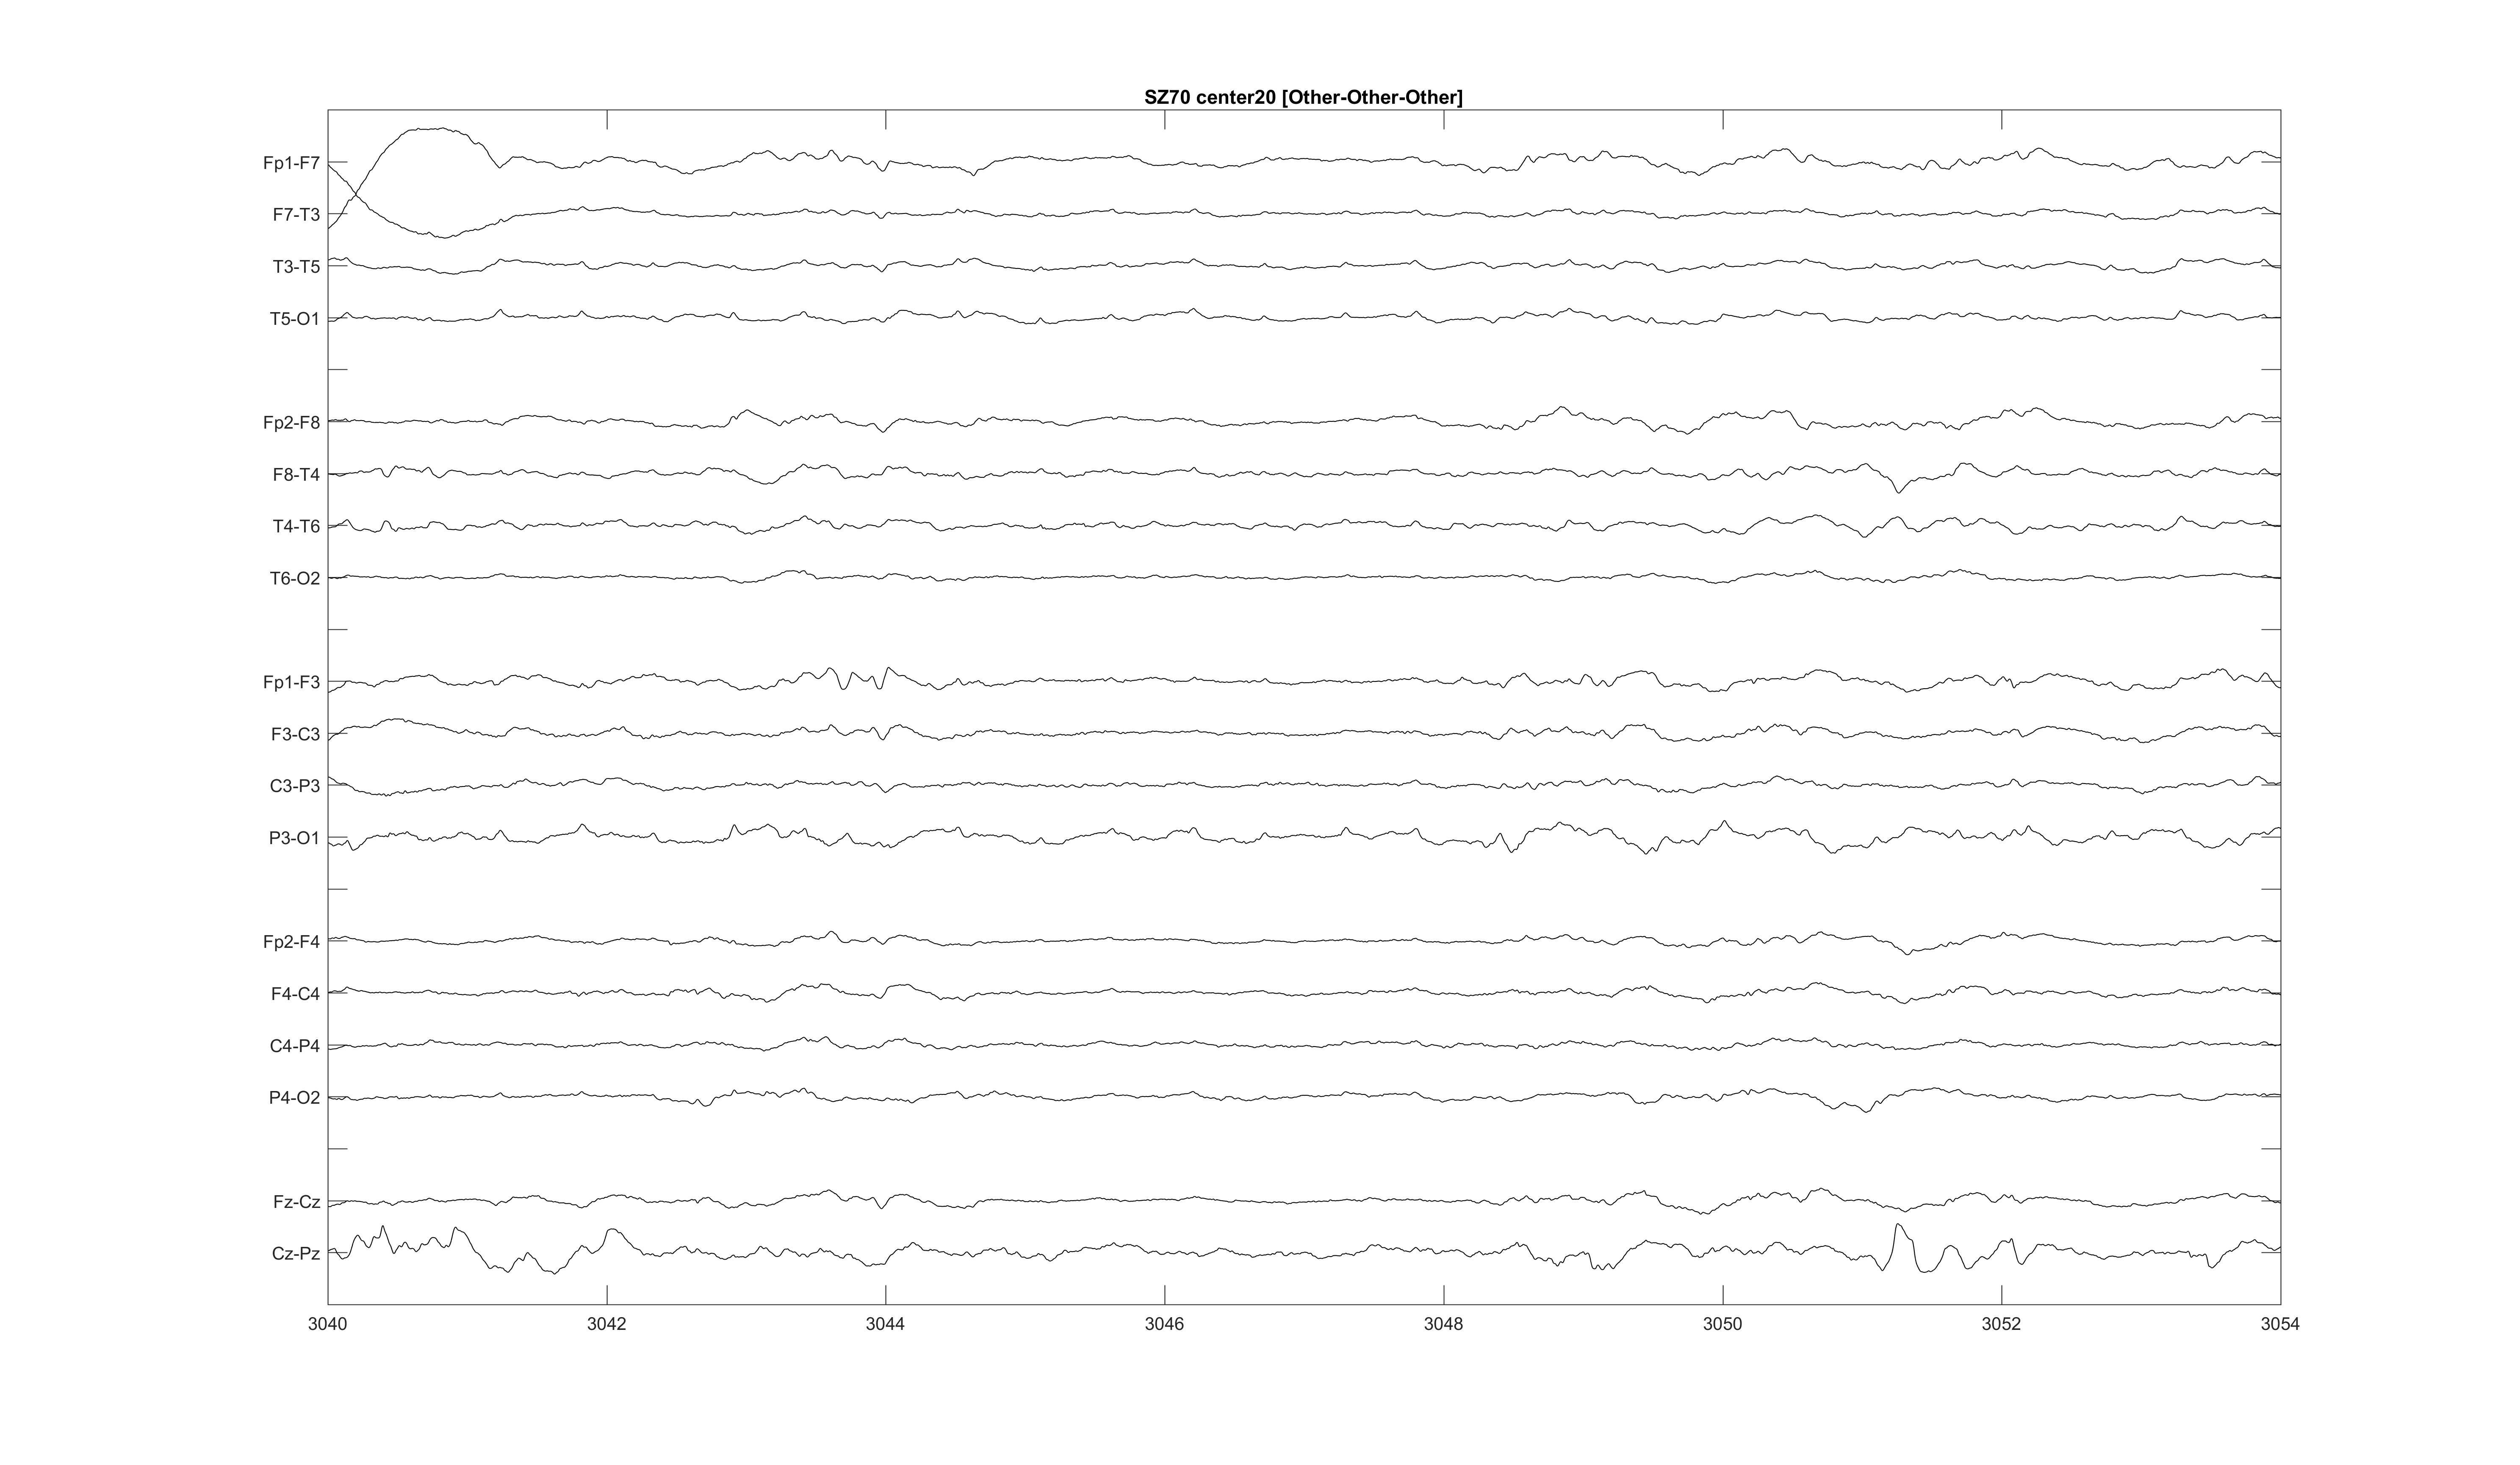 SZ70 center20 [Other-Other-Other]
Fp1-F7
F7-T3
T3-T5
T5-O1
Fp2-F8
F8-T4
T4-T6
T6-O2
Fp1-F3
F3-C3
C3-P3
P3-O1
Fp2-F4
F4-C4
C4-P4
P4-O2
Fz-Cz
Cz-Pz
3040 3042 3044 3046 3048 3050 3052 3054